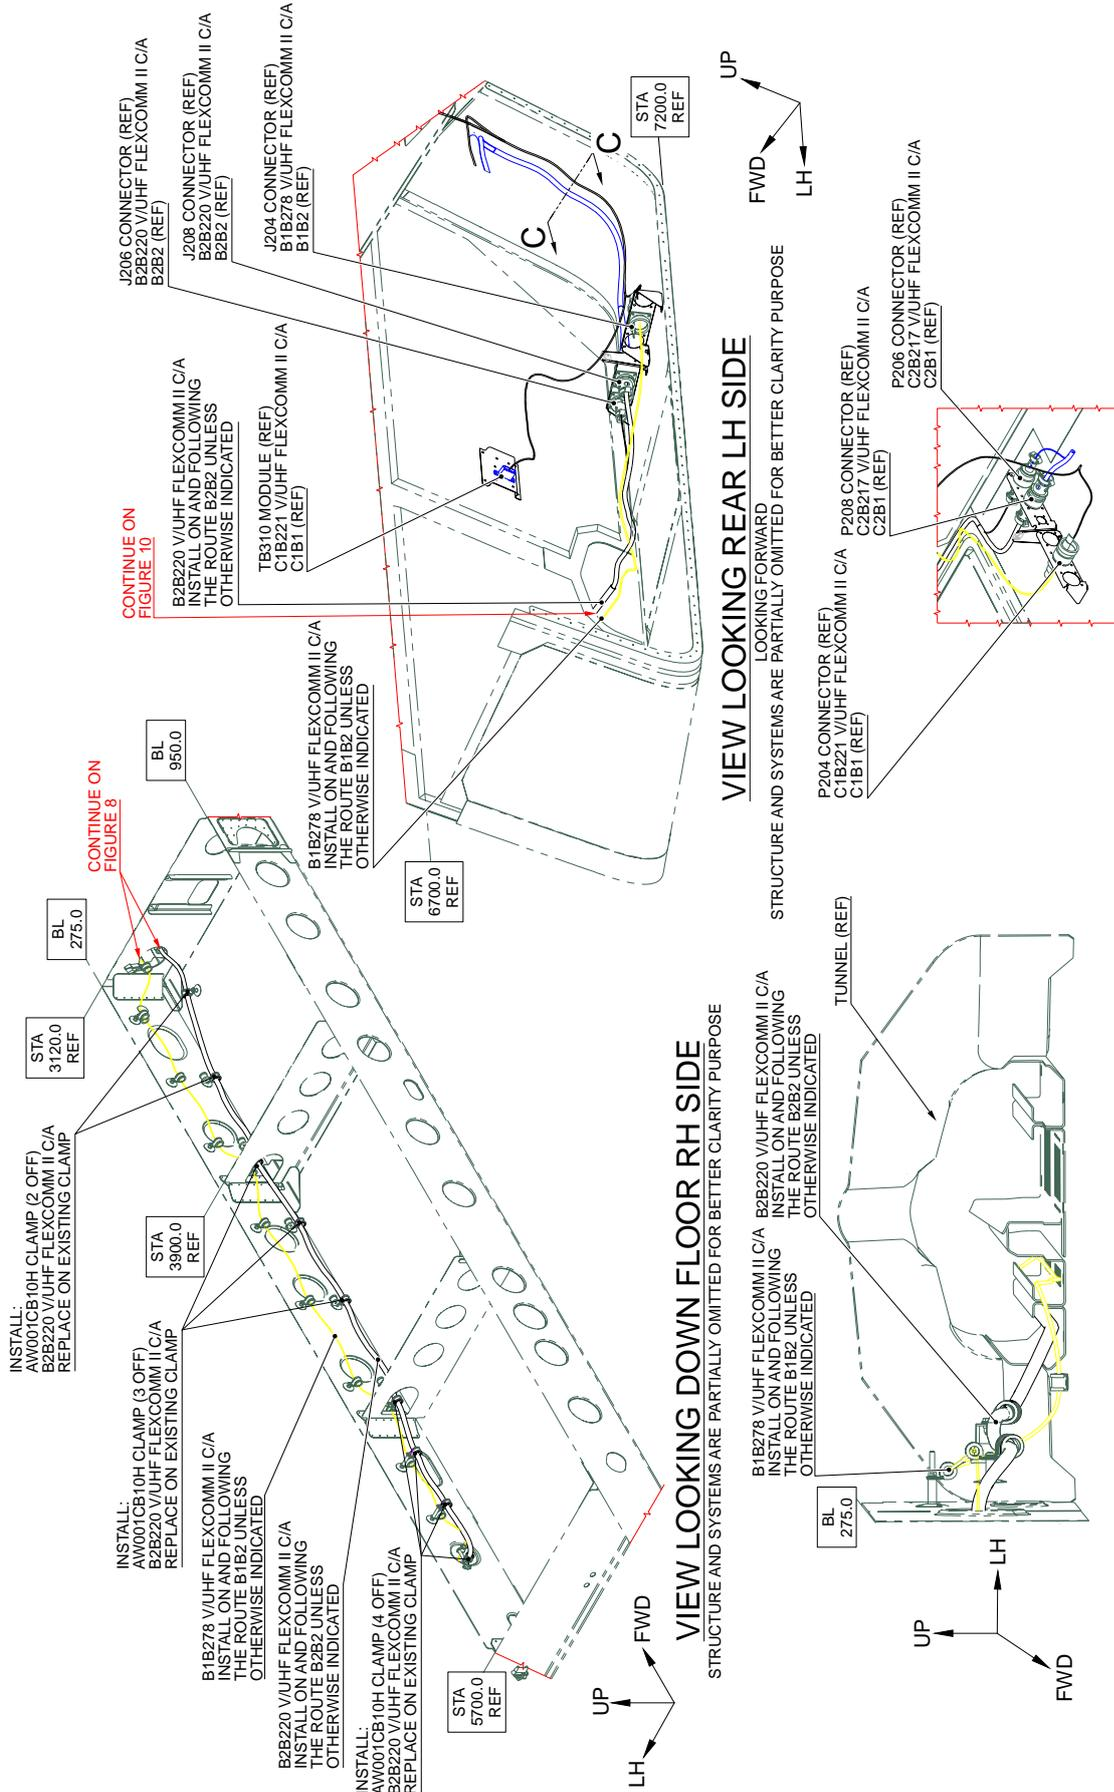 INSTALL:
AW001CB10H CLAMP (2 OFF)
B2B220 V/UHF FLEXCOMM II C/A
REPLACE ON EXISTING CLAMP
INSTALL:
AW001CB10H CLAMP (3 OFF)
B2B220 V/UHF FLEXCOMM II C/A
REPLACE ON EXISTING CLAMP
B1B278 V/UHF FLEXCOMM II C/A
INSTALL ON AND FOLLOWING
THE ROUTE B1B2 UNLESS
OTHERWISE INDICATED
B2B220 V/UHF FLEXCOMM II C/A
INSTALL ON AND FOLLOWING
THE ROUTE B2B2 UNLESS
OTHERWISE INDICATED
INSTALL:
AW001CB10H CLAMP (4 OFF)
B2B220 V/UHF FLEXCOMM II C/A
REPLACE ON EXISTING CLAMP
STA
3120.0
REF
BL
275.0
CONTINUE ON
FIGURE 8
BL
950.0
STA
3900.0
REF
STA
5700.0
REF
UP
FWD
LH
VIEW LOOKING DOWN FLOOR RH SIDE
STRUCTURE AND SYSTEMS ARE PARTIALLY OMITTED FOR BETTER CLARITY PURPOSE
J206 CONNECTOR (REF)
B2B220 V/UHF FLEXCOMM II C/A
B2B2 (REF)
J208 CONNECTOR (REF)
B2B220 V/UHF FLEXCOMM II C/A
B2B2 (REF)
J204 CONNECTOR (REF)
B1B278 V/UHF FLEXCOMM II C/A
B1B2 (REF)
CONTINUE ON
FIGURE 10
B2B220 V/UHF FLEXCOMM II C/A
INSTALL ON AND FOLLOWING
THE ROUTE B2B2 UNLESS
OTHERWISE INDICATED
TB310 MODULE (REF)
C1B221 V/UHF FLEXCOMM II C/A
C1B1 (REF)
B1B278 V/UHF FLEXCOMM II C/A
INSTALL ON AND FOLLOWING
THE ROUTE B1B2 UNLESS
OTHERWISE INDICATED
STA
6700.0
REF
C
C
STA
7200.0
REF
UP
FWD
LH
VIEW LOOKING REAR LH SIDE
LOOKING FORWARD
STRUCTURE AND SYSTEMS ARE PARTIALLY OMITTED FOR BETTER CLARITY PURPOSE
B1B278 V/UHF FLEXCOMM II C/A
INSTALL ON AND FOLLOWING
THE ROUTE B1B2 UNLESS
OTHERWISE INDICATED
B2B220 V/UHF FLEXCOMM II C/A
INSTALL ON AND FOLLOWING
THE ROUTE B2B2 UNLESS
OTHERWISE INDICATED
TUNNEL (REF)
BL
275.0
UP
LH
FWD
P204 CONNECTOR (REF)
C1B221 V/UHF FLEXCOMM II C/A
C1B1 (REF)
P208 CONNECTOR (REF)
C2B217 V/UHF FLEXCOMM II C/A
C2B1 (REF)
P206 CONNECTOR (REF)
C2B217 V/UHF FLEXCOMM II C/A
C2B1 (REF)